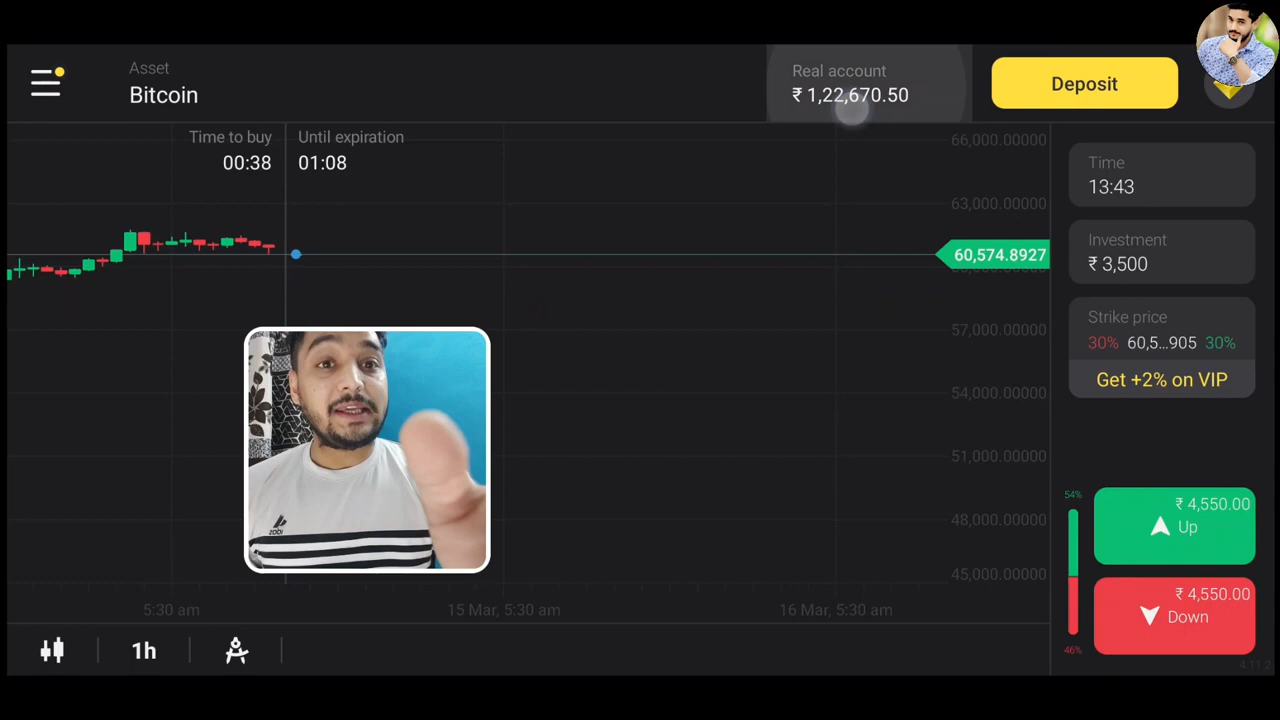 Asset
Bitcoin
Real account
₹ 1,22,670.50
Deposit
Time to buy
00:38
Until expiration
01:08
66,000.00000
63,000.00000
60,574.8927
57,000.00000
54,000.00000
51,000.00000
48,000.00000
45,000.00000
5:30 am
15 Mar, 5:30 am
16 Mar, 5:30 am
1h
Time
13:43
Investment
₹ 3,500
Strike price
30% 60,5...905 30%
Get +2% on VIP
54%
₹ 4,550.00
Up
₹ 4,550.00
Down
46%
4.11.2
zobi